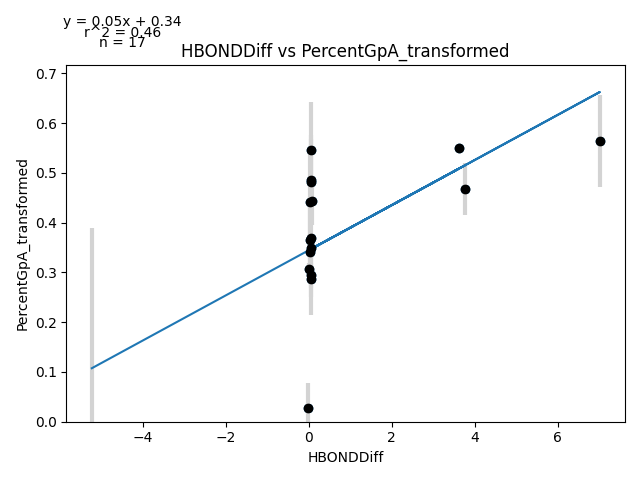 y = 0.05x + 0.34
r^2 = 0.46
n = 17
HBONDDiff vs PercentGpA_transformed
PercentGpA_transformed
0.7
0.6
0.5
0.4
0.3
0.2
0.1
0.0
−4 −2 0 2 4 6
HBONDDiff